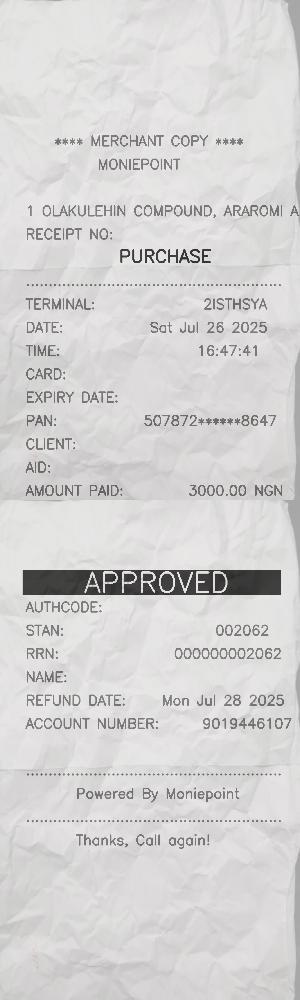 **** MERCHANT COPY ****
MONIEPOINT
1 OLAKULEHIN COMPOUND, ARAROMI A
RECEIPT NO:
PURCHASE
TERMINAL: 2ISTHSYA
DATE: Sat Jul 26 2025
TIME: 16:47:41
CARD:
EXPIRY DATE:
PAN: 507872******8647
CLIENT:
AID:
AMOUNT PAID: 3000.00 NGN
APPROVED
AUTHCODE:
STAN: 002062
RRN: 000000002062
NAME:
REFUND DATE: Mon Jul 28 2025
ACCOUNT NUMBER: 9019446107
Powered By Moniepoint
Thanks, Call again!